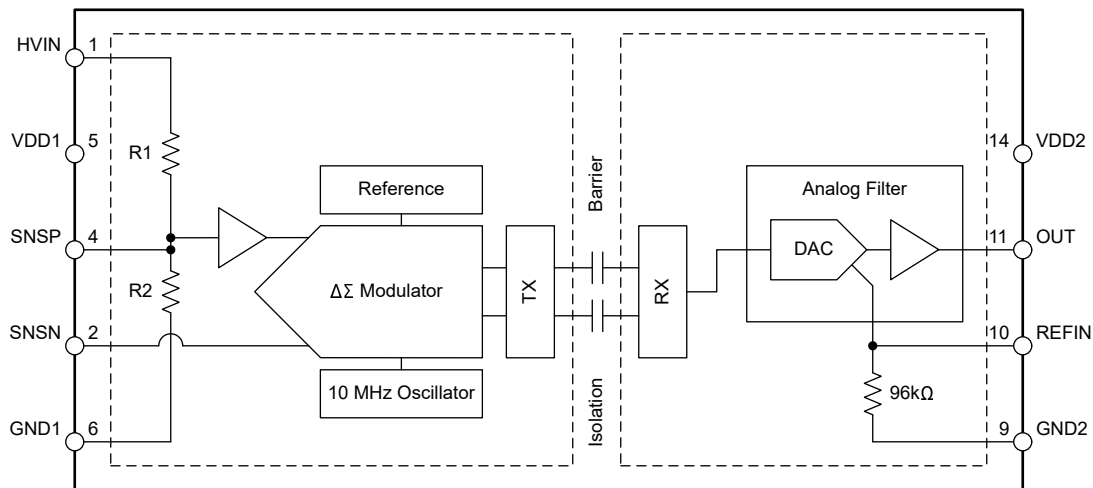 HVIN
1
VDD1
5
R1
SNSP
4
R2
SNSN
2
GND1
6
Reference
ΔΣ Modulator
10 MHz Oscillator
TX
Barrier
Isolation
RX
Analog Filter
DAC
14
VDD2
11
OUT
10
REFIN
96kΩ
9
GND2